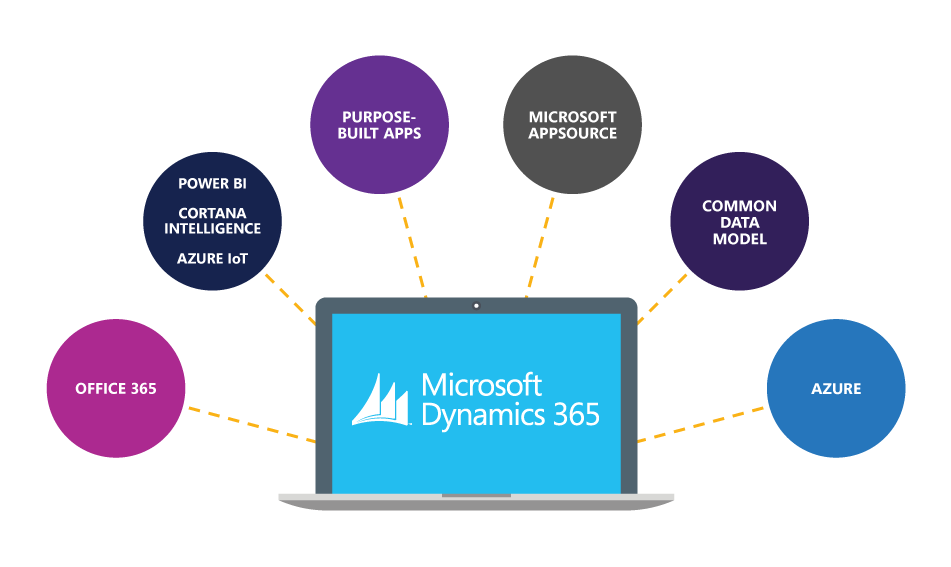 PURPOSE-
BUILT APPS
MICROSOFT
APPSOURCE
POWER BI
CORTANA
INTELLIGENCE
AZURE IoT
COMMON
DATA
MODEL
OFFICE 365
Microsoft
Dynamics 365
AZURE